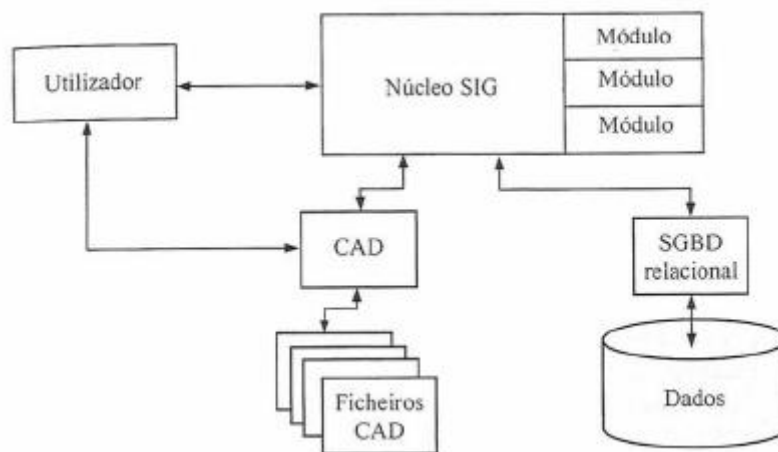 Utilizador
Núcleo SIG
Módulo
Módulo
Módulo
CAD
SGBD
relacional
Ficheiros
CAD
Dados